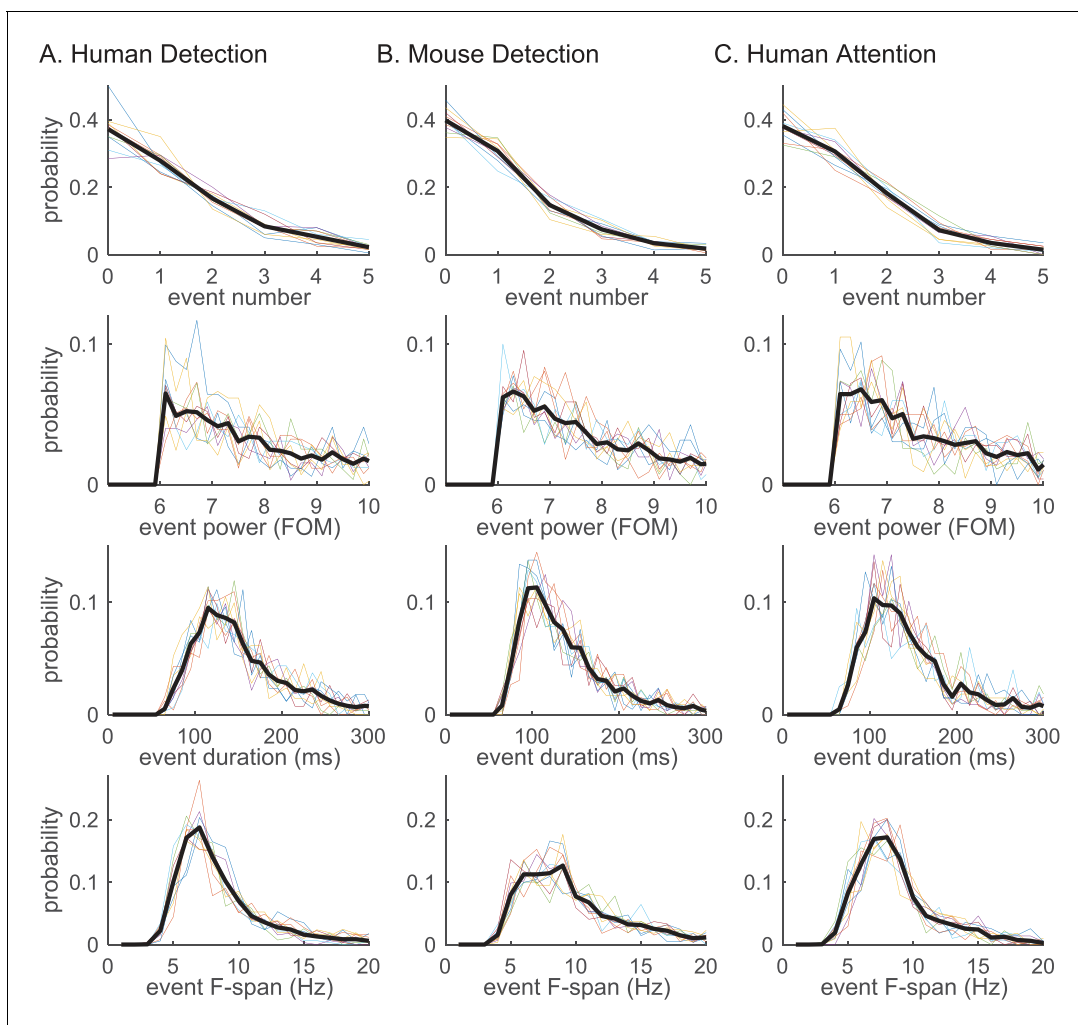 A. Human Detection
B. Mouse Detection
C. Human Attention
probability
0.4
0.2
0
0 1 2 3 4 5
event number
0.4
0.2
0
0 1 2 3 4 5
event number
0.4
0.2
0
0 1 2 3 4 5
event number
probability
0.1
0
6 7 8 9 10
event power (FOM)
0.1
0
6 7 8 9 10
event power (FOM)
0.1
0
6 7 8 9 10
event power (FOM)
probability
0.1
0
0 100 200 300
event duration (ms)
0.1
0
0 100 200 300
event duration (ms)
0.1
0
0 100 200 300
event duration (ms)
probability
0.2
0.1
0
0 5 10 15 20
event F-span (Hz)
0.2
0.1
0
0 5 10 15 20
event F-span (Hz)
0.2
0.1
0
0 5 10 15 20
event F-span (Hz)